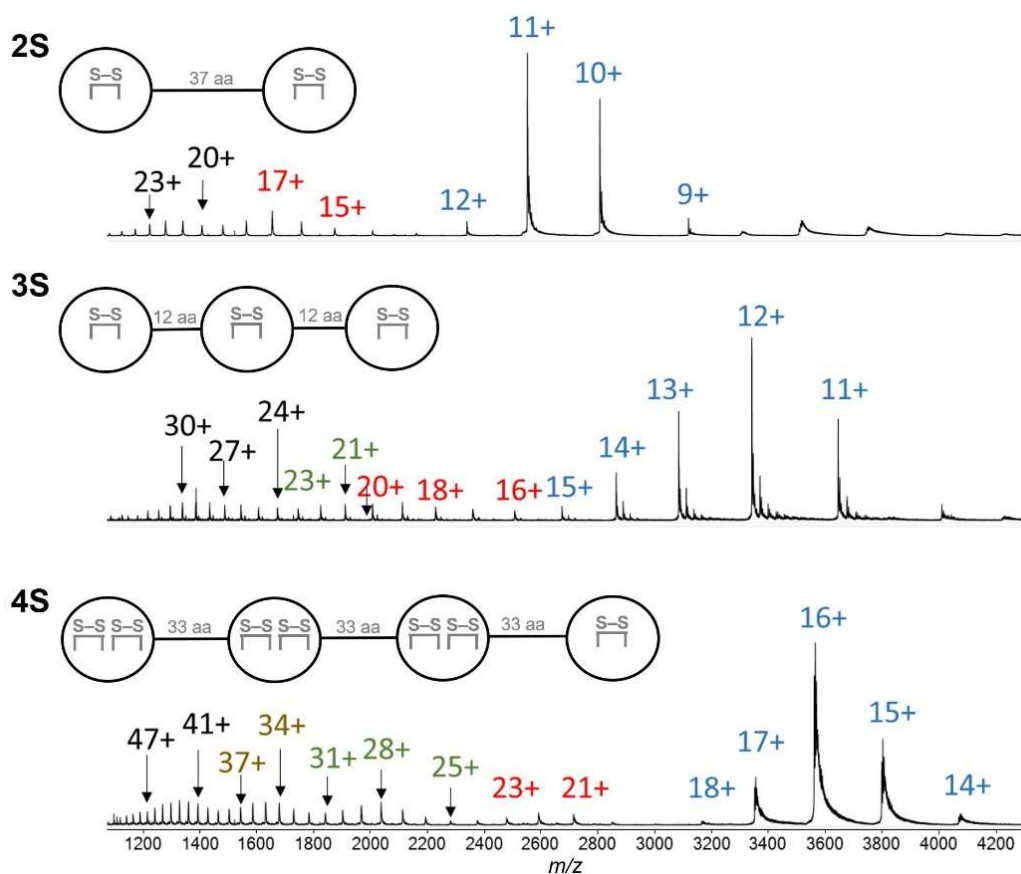 2S
S–S
37 aa
S–S
23+
20+
17+
15+
12+
11+
10+
9+
3S
S–S
12 aa
S–S
12 aa
S–S
30+
27+
24+
23+
21+
20+
18+
16+
15+
14+
13+
12+
11+
4S
S–S S–S
33 aa
S–S S–S
33 aa
S–S S–S
33 aa
S–S
47+
41+
37+
34+
31+
28+
25+
23+
21+
18+
17+
16+
15+
14+
1200 1400 1600 1800 2000 2200 2400 2600 2800 3000 3200 3400 3600 3800 4000 4200
m/z